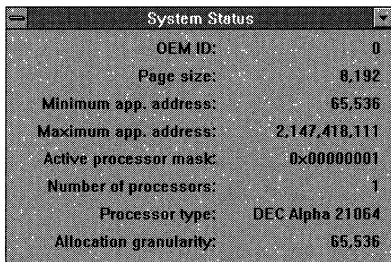 System Status
OEM ID: 0
Page size: 8,192
Minimum app. address: 65,536
Maximum app. address: 2,147,418,111
Active processor mask: 0x00000001
Number of processors: 1
Processor type: DEC Alpha 21064
Allocation granularity: 65,536